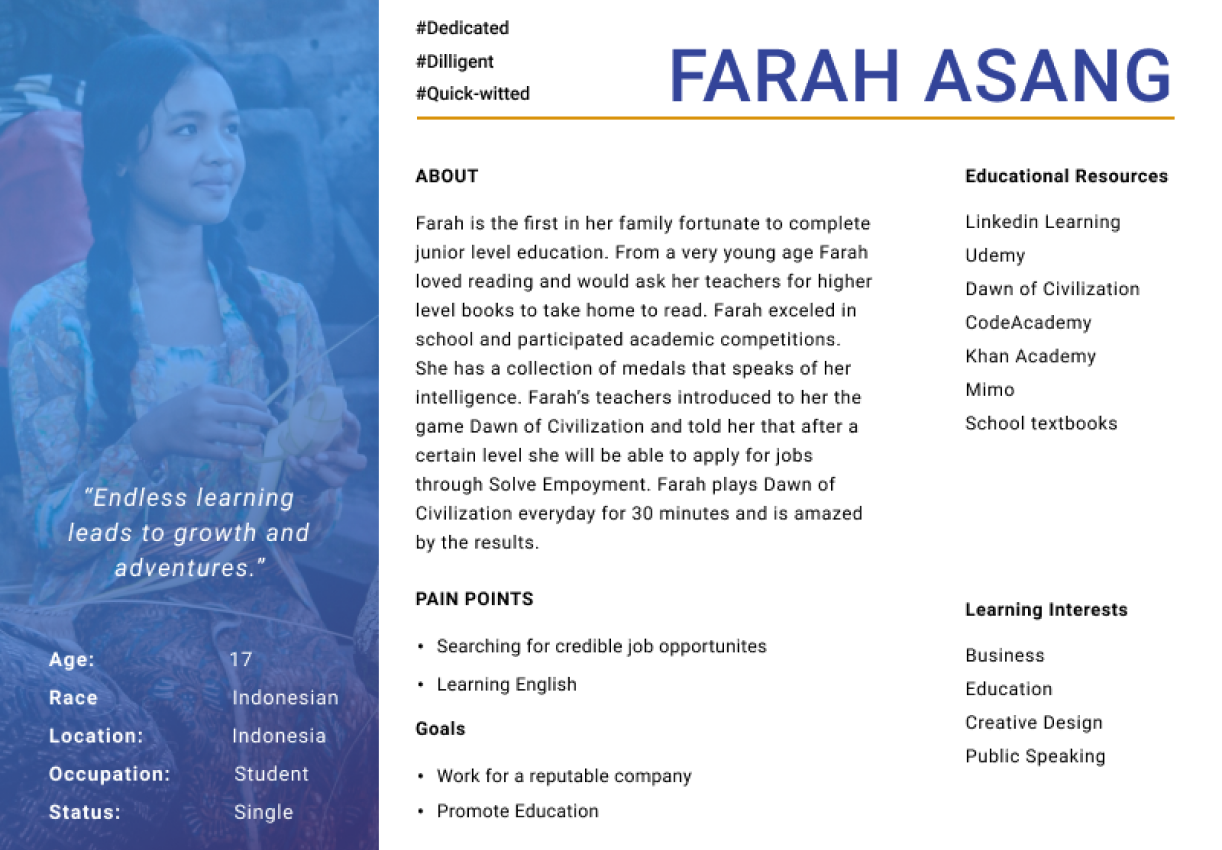 #Dedicated
#Dilligent
#Quick-witted
FARAH ASANG
ABOUT
Farah is the first in her family fortunate to complete
junior level education. From a very young age Farah
loved reading and would ask her teachers for higher
level books to take home to read. Farah exceled in
school and participated academic competitions.
She has a collection of medals that speaks of her
intelligence. Farah’s teachers introduced to her the
game Dawn of Civilization and told her that after a
certain level she will be able to apply for jobs
through Solve Empoyment. Farah plays Dawn of
Civilization everyday for 30 minutes and is amazed
by the results.
PAIN POINTS
• Searching for credible job opportunites
• Learning English
Goals
• Work for a reputable company
• Promote Education
Educational Resources
Linkedin Learning
Udemy
Dawn of Civilization
CodeAcademy
Khan Academy
Mimo
School textbooks
Learning Interests
Business
Education
Creative Design
Public Speaking
“Endless learning
leads to growth and
adventures.”
Age: 17
Race Indonesian
Location: Indonesia
Occupation: Student
Status: Single